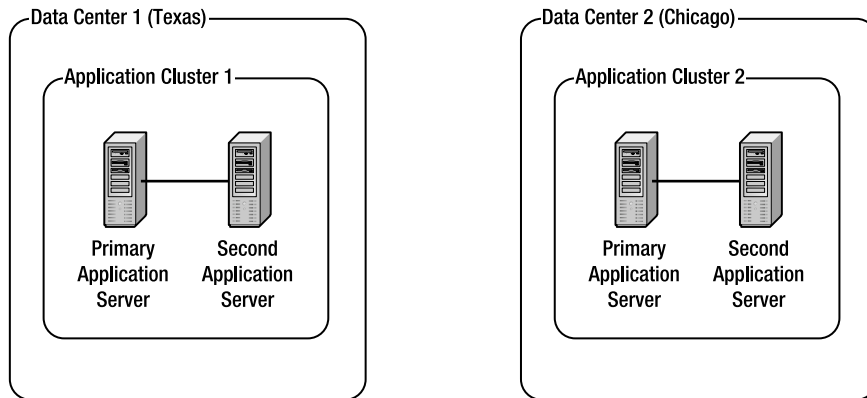 Data Center 1 (Texas)
Application Cluster 1
Primary
Application
Server
Second
Application
Server
Data Center 2 (Chicago)
Application Cluster 2
Primary
Application
Server
Second
Application
Server